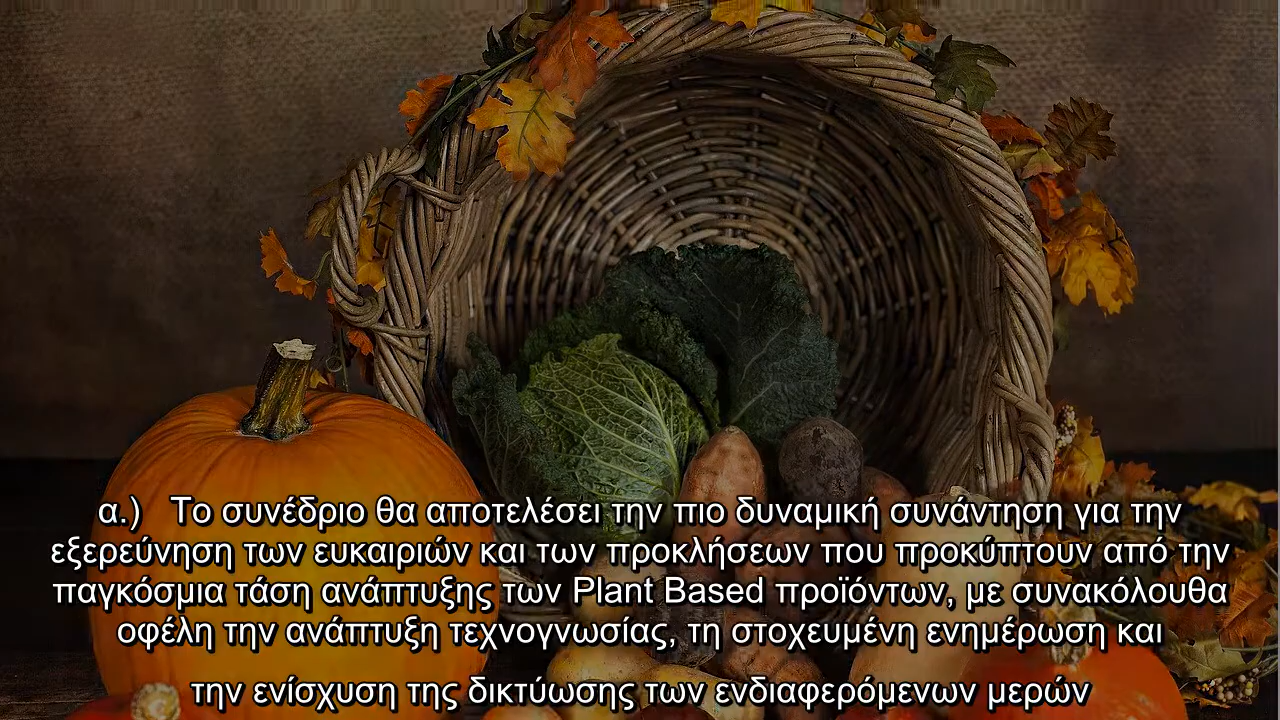 α.) Το συνέδριο θα αποτελέσει την πιο δυναμική συνάντηση για την
εξερεύνηση των ευκαιριών και των προκλήσεων που προκύπτουν από την
παγκόσμια τάση ανάπτυξης των Plant Based προϊόντων, με συνακόλουθα
οφέλη την ανάπτυξη τεχνογνωσίας, τη στοχευμένη ενημέρωση και
την ενίσχυση της δικτύωσης των ενδιαφερόμενων μερών